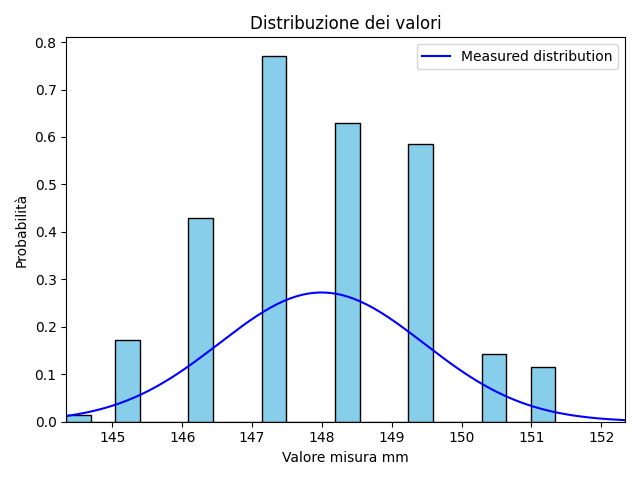 Distribuzione dei valori
Measured distribution
Probabilità
0.8
0.7
0.6
0.5
0.4
0.3
0.2
0.1
0.0
145 146 147 148 149 150 151 152
Valore misura mm